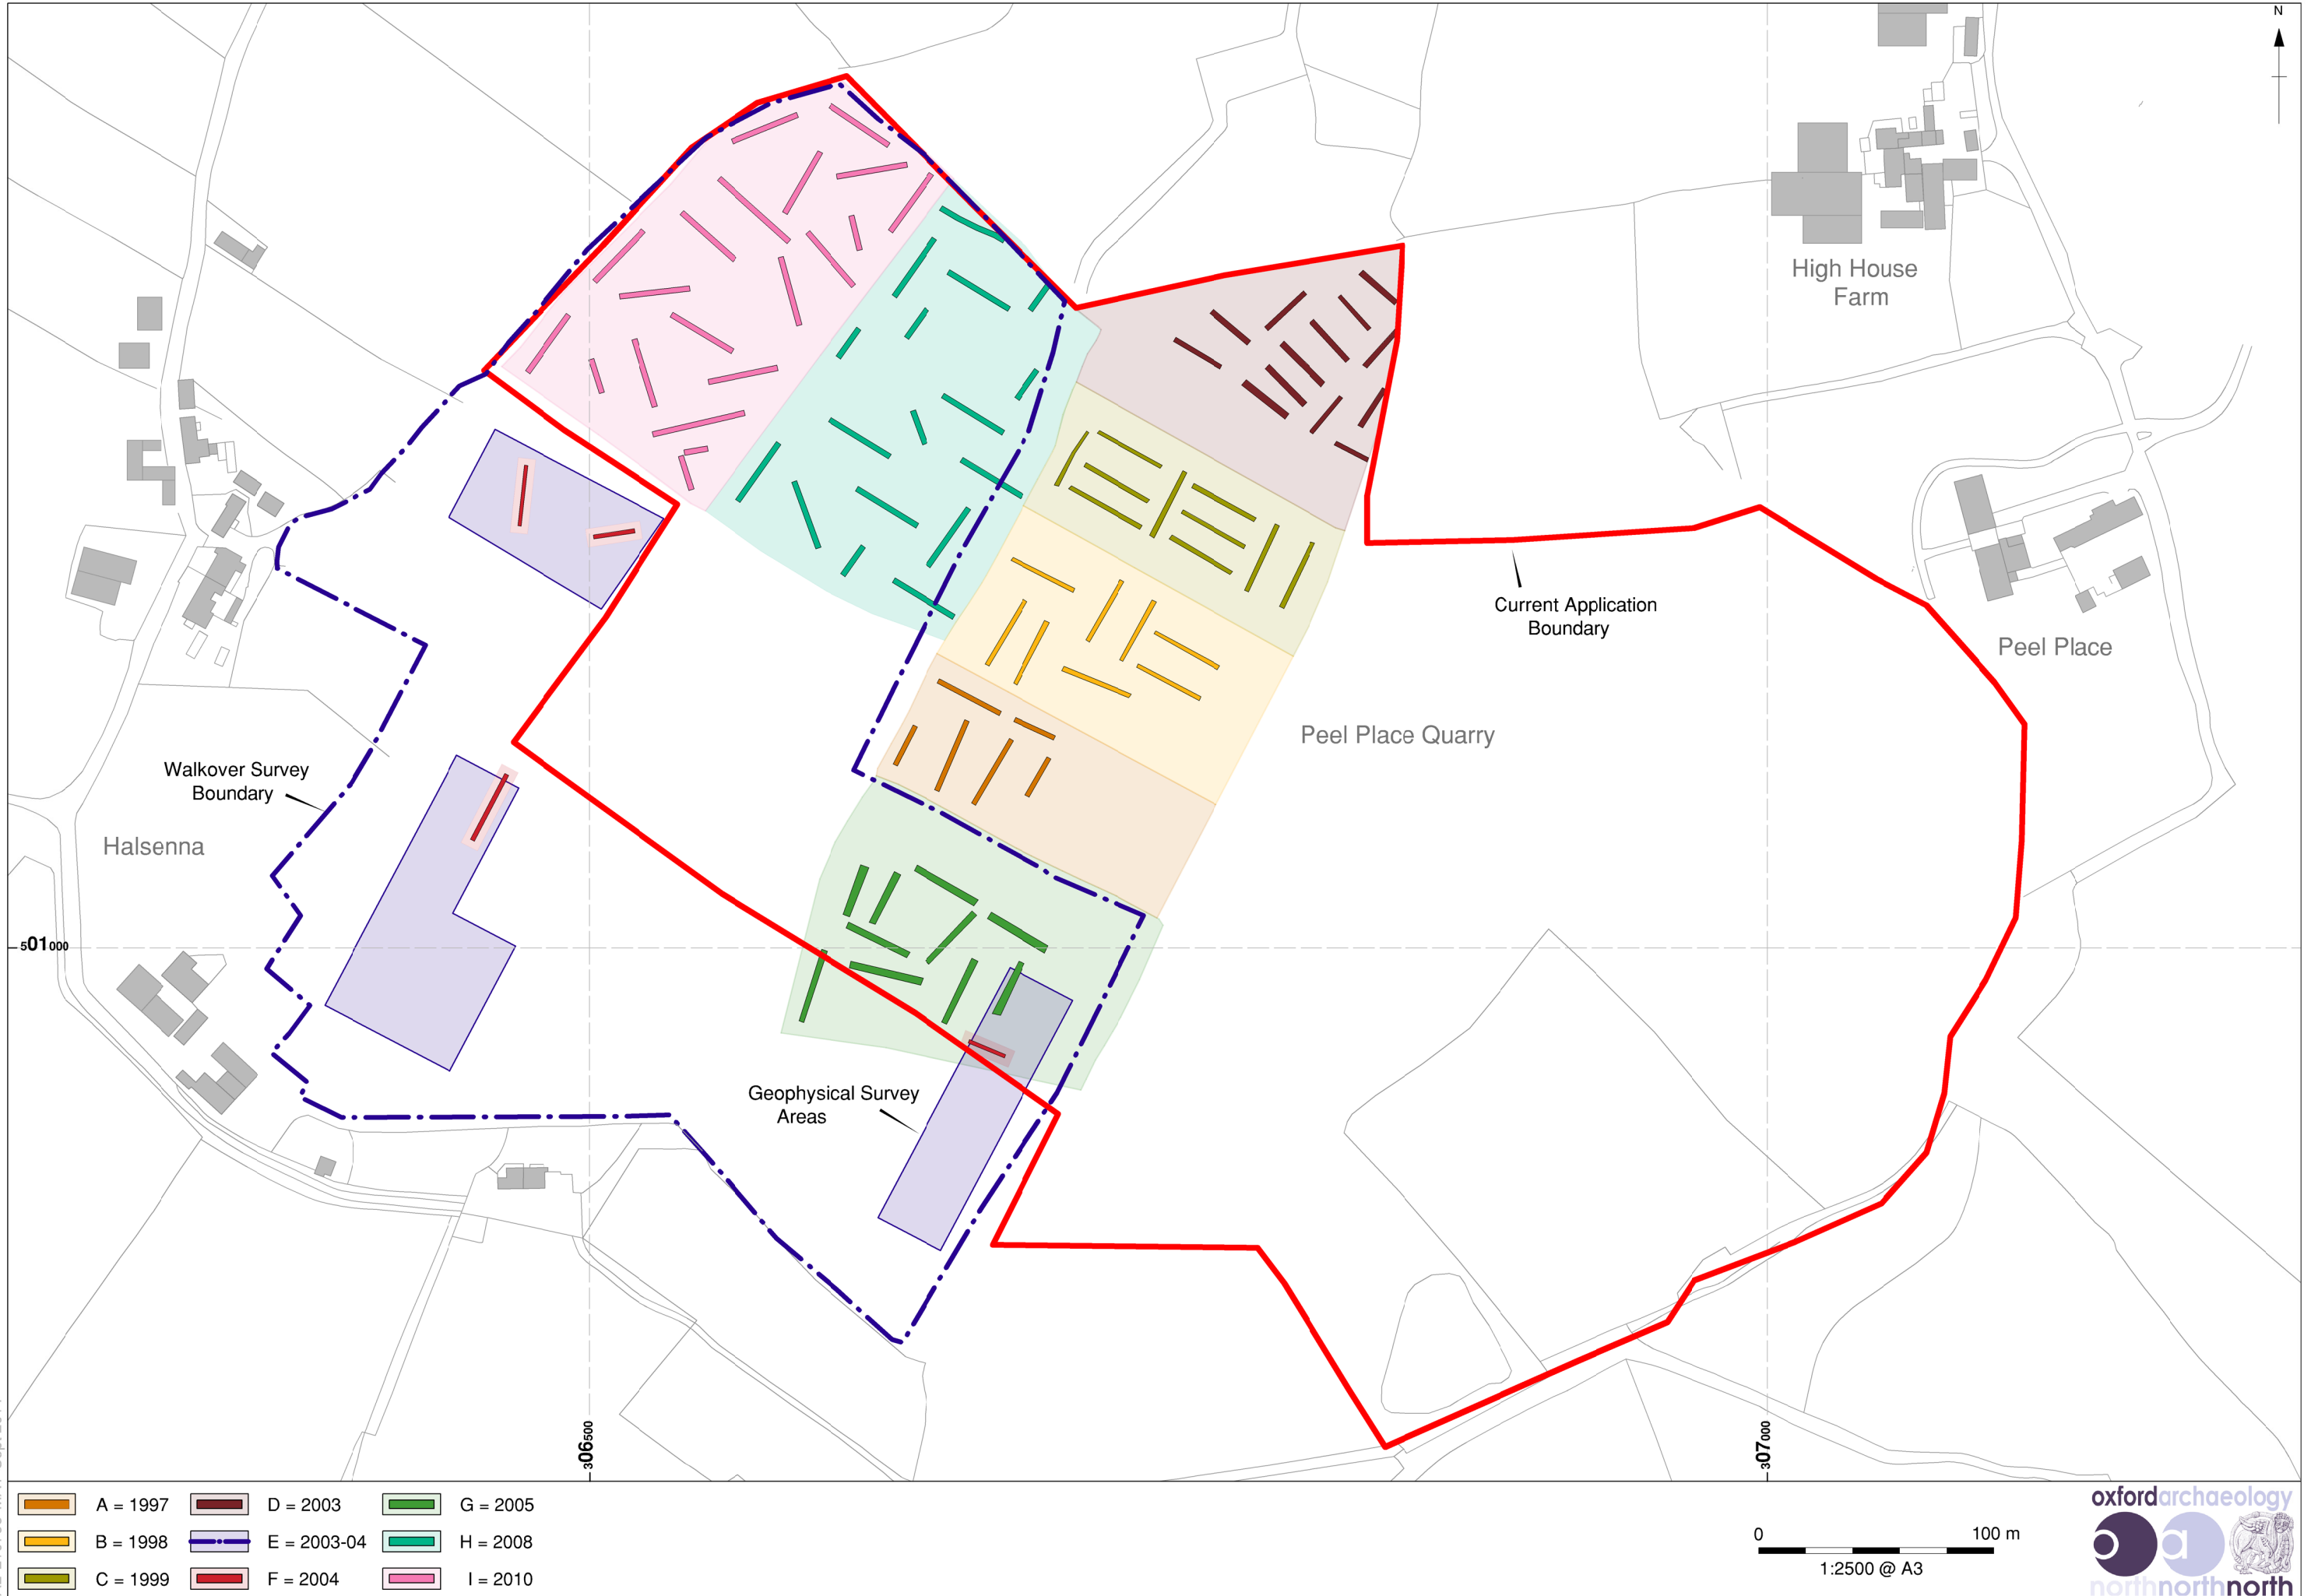 N
High House
Farm
Current Application
Boundary
Peel Place
Peel Place Quarry
Walkover Survey
Boundary
Halsenna
501000
Geophysical Survey
Areas
306500
307000
A = 1997
D = 2003
G = 2005
B = 1998
E = 2003-04
H = 2008
C = 1999
F = 2004
I = 2010
0
100 m
1:2500 @ A3
oxfordarchaeology
oa
northnorthnorth